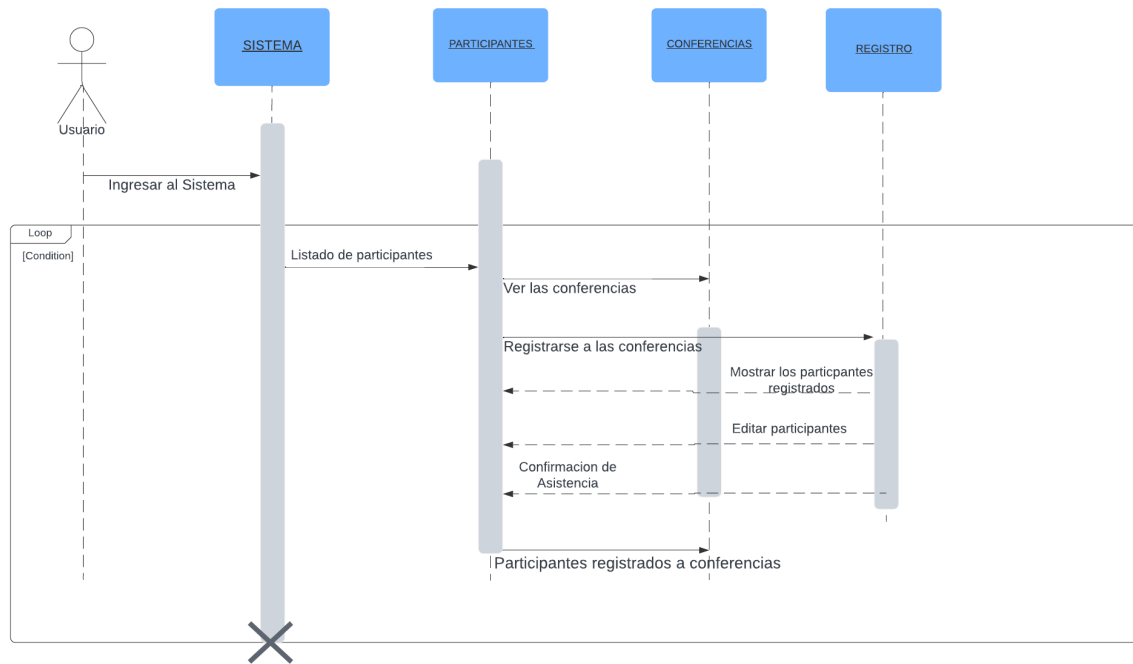 SISTEMA
PARTICIPANTES
CONFERENCIAS
REGISTRO
Usuario
Ingresar al Sistema
Loop
[Condition]
Listado de participantes
Ver las conferencias
Registrarse a las conferencias
Mostrar los particpantes
registrados
Editar participantes
Confirmacion de
Asistencia
Participantes registrados a conferencias